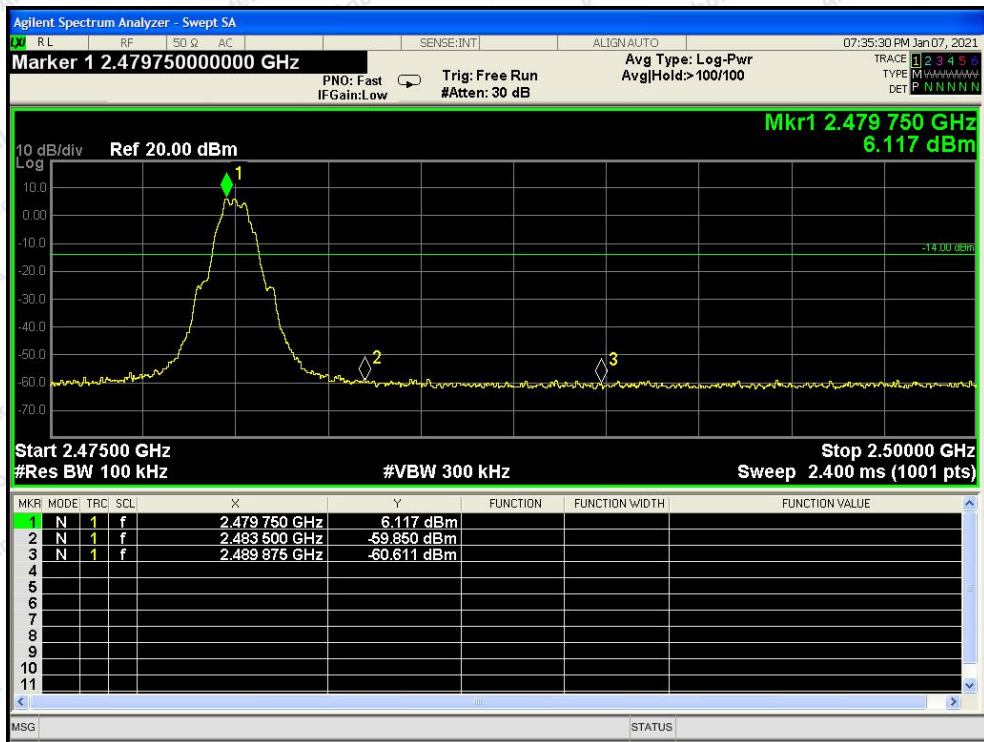 Agilent Spectrum Analyzer - Swept SA
LXI RL RF 50 Ω AC SENSE:INT ALIGNAUTO 07:35:30 PM Jan 07, 2021
Marker 1 2.479750000000 GHz
PNO: Fast IFGain:Low
Trig: Free Run
#Atten: 30 dB
Avg Type: Log-Pwr
Avg|Hold:>100/100
TRACE 1 2 3 4 5 6
TYPE MWWWWW
DET P N N N N N
Mkr1 2.479 750 GHz
6.117 dBm
10 dB/div Ref 20.00 dBm
Log
1
10.0
0.00
-10.0
-14.00 dBm
-20.0
-30.0
-40.0
-50.0
2
3
-60.0
-70.0
Start 2.47500 GHz Stop 2.50000 GHz
#Res BW 100 kHz #VBW 300 kHz Sweep 2.400 ms (1001 pts)
MKR MODE TRC SCL X Y FUNCTION FUNCTION WIDTH FUNCTION VALUE
1 N 1 f 2.479 750 GHz 6.117 dBm
2 N 1 f 2.483 500 GHz -59.850 dBm
3 N 1 f 2.489 875 GHz -60.611 dBm
4
5
6
7
8
9
10
11
MSG STATUS